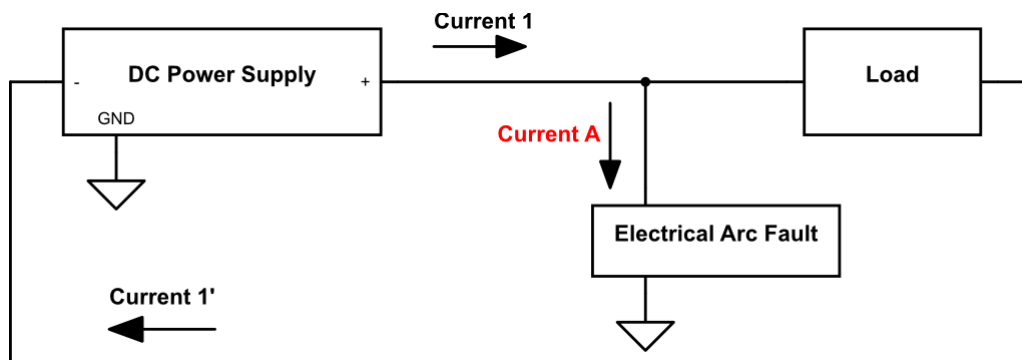 Current 1
DC Power Supply
-
+
GND
Load
Current A
Electrical Arc Fault
Current 1'